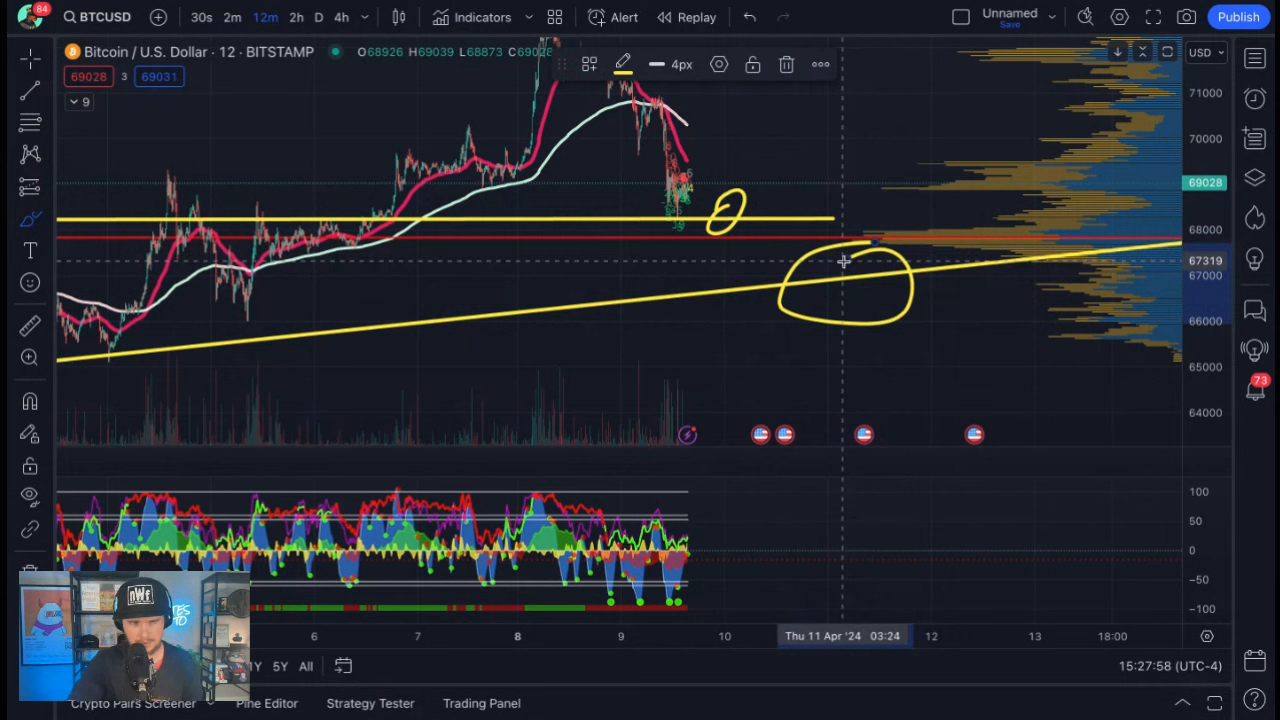 84
BTCUSD
30s
2m
12m
2h
D
4h
Indicators
Alert
Replay
Unnamed
Save
Publish
Bitcoin / U.S. Dollar · 12 · BITSTAMP
O68926 H69039 L68873 C69028
69028
3
69031
9
4px
USD
71000
70000
69028
68000
67319
67000
66000
65000
64000
73
100
50
0
−50
−100
6
7
8
9
10
Thu 11 Apr '24 03:24
12
13
18:00
1Y
5Y
All
15:27:58 (UTC-4)
Crypto Pairs Screener
Pine Editor
Strategy Tester
Trading Panel